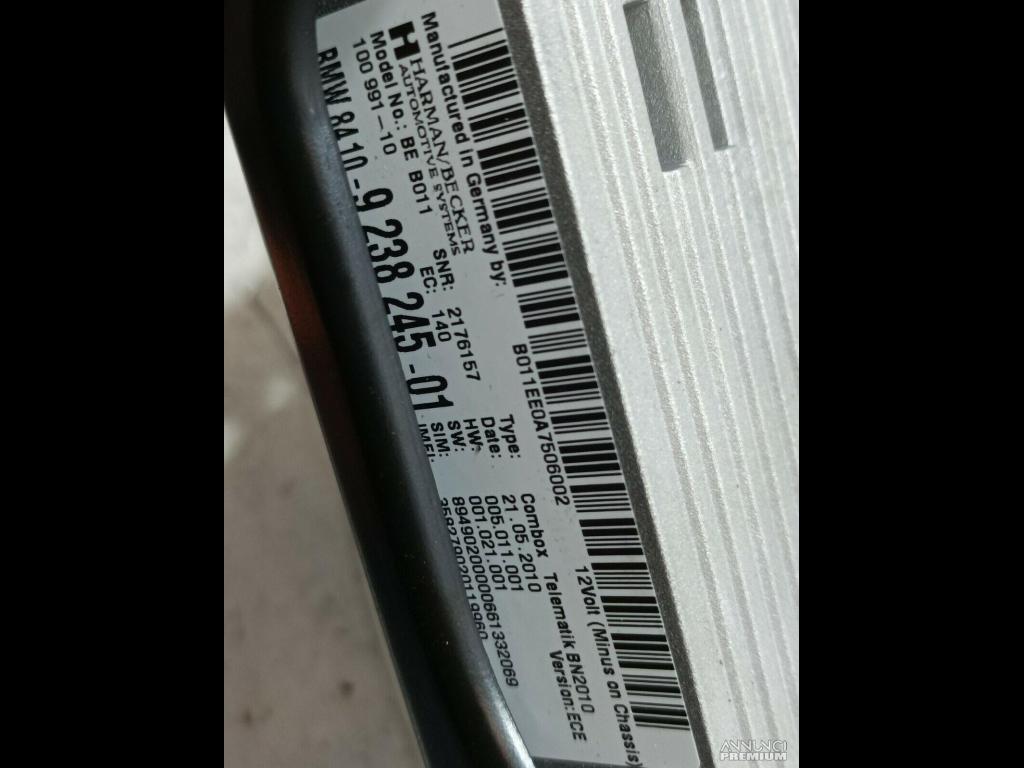 Manufactured in Germany by:
HARMAN/BECKER
AUTOMOTIVE SYSTEMS
Model No.: BE B011
100 991-10
SNR: 2176157
EC: 140
BMW 8410-9 238 245-01
B011EE0A7506002
12Volt (Minus on Chassis)
Type: Combox Telematik BN2010
Date: 21.05.2010 Version:ECE
HW: 005.011.001
SW: 001.021.001
SIM: 89490200000661332069
IMEI:
ANNUNCI
PREMIUM